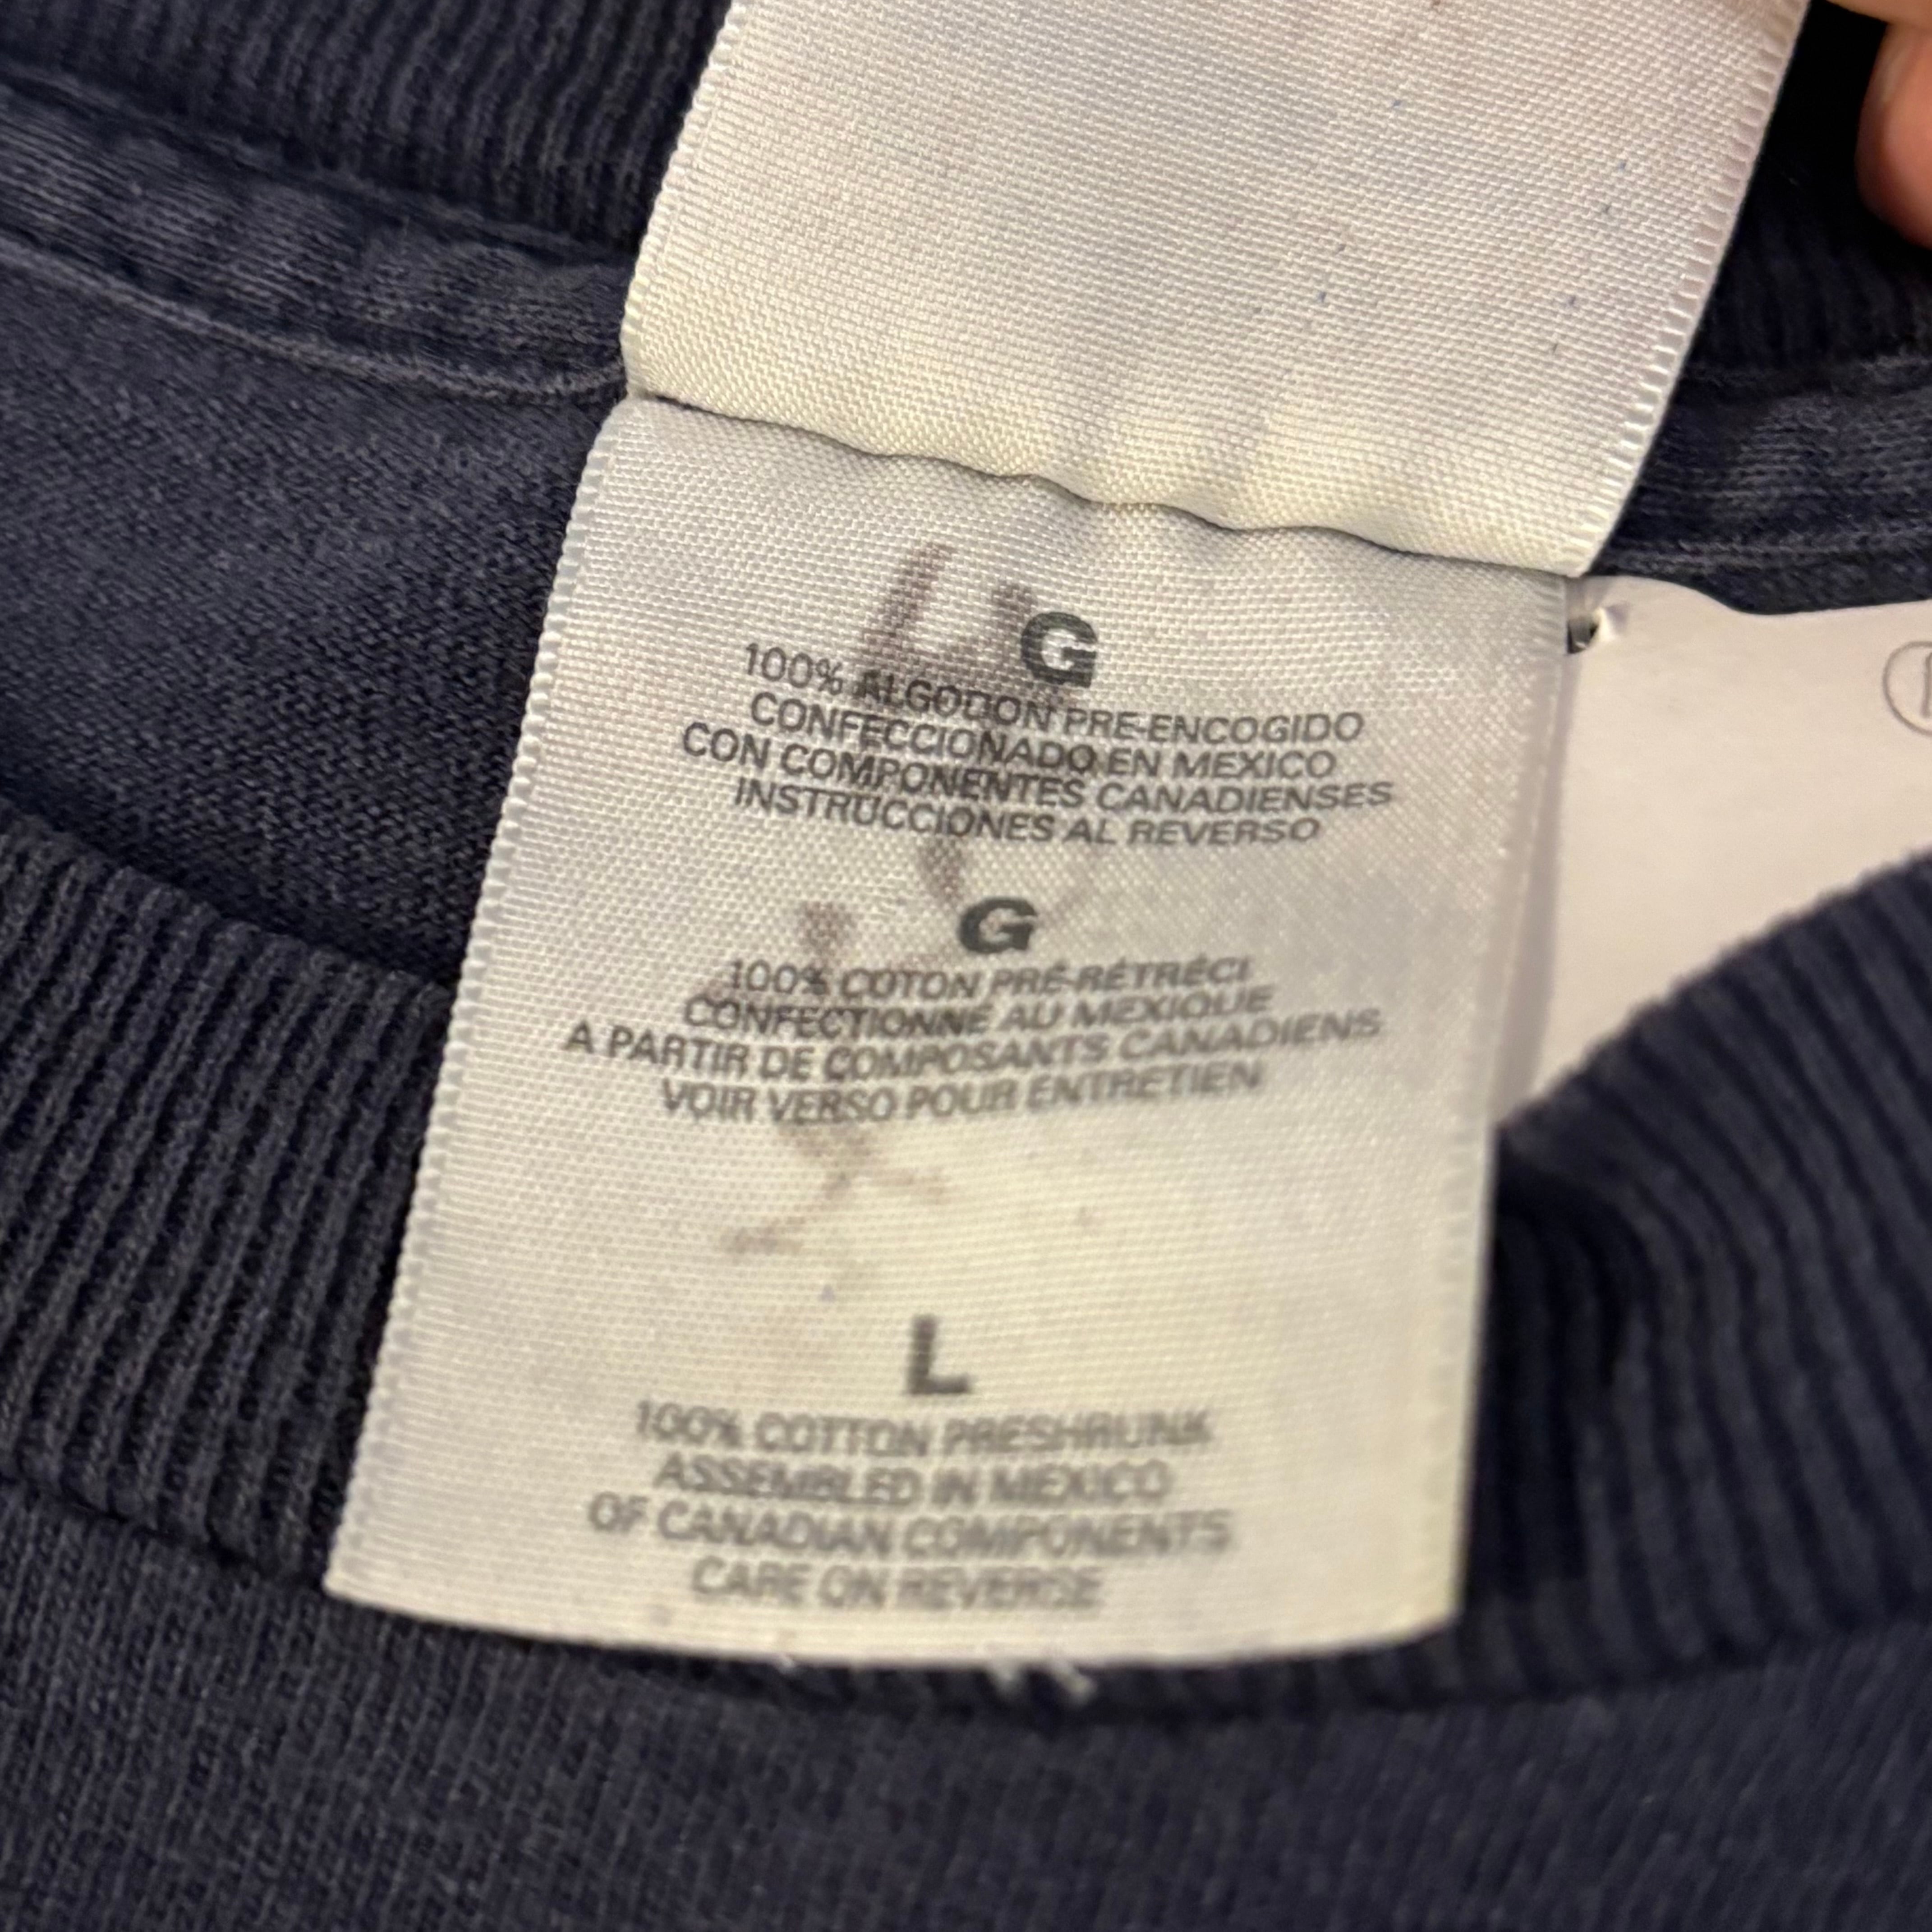 G
100% ALGODON PRE-ENCOGIDO
CONFECCIONADO EN MEXICO
CON COMPONENTES CANADIENSES
INSTRUCCIONES AL REVERSO
G
100% COTON PRÉ-RÉTRÉCI
CONFECTIONNÉ AU MEXIQUE
A PARTIR DE COMPOSANTS CANADIENS
VOIR VERSO POUR ENTRETIEN
L
100% COTTON PRESHRUNK
ASSEMBLED IN MEXICO
OF CANADIAN COMPONENTS
CARE ON REVERSE